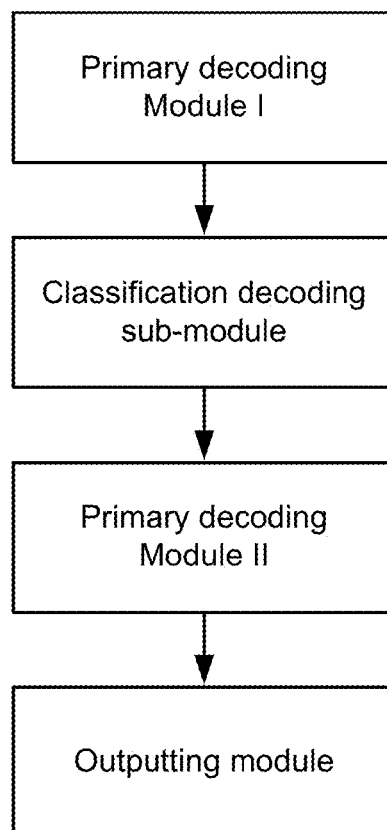 Primary decoding
Module I
Classification decoding
sub-module
Primary decoding
Module II
Outputting module